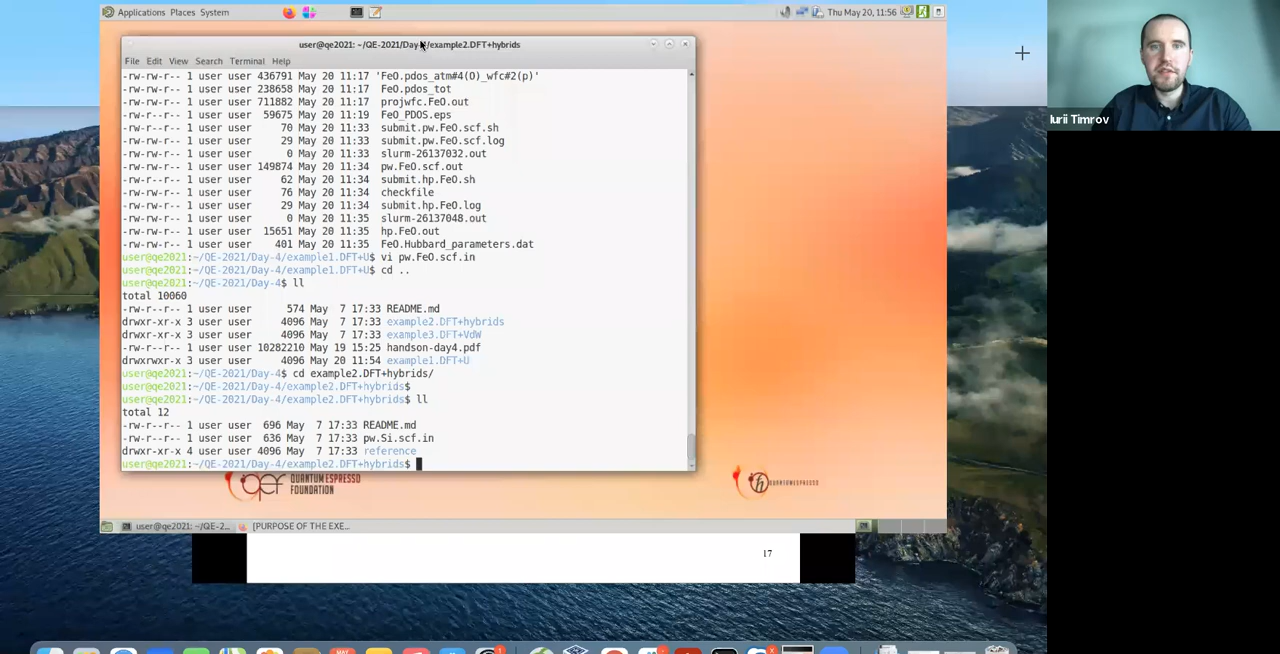 Applications Places System
Thu May 20, 11:56
user@qe2021: ~/QE-2021/Day-4/example2.DFT+hybrids
File Edit View Search Terminal Help
-rw-rw-r-- 1 user user 436791 May 20 11:17 'FeO.pdos_atm#4(O)_wfc#2(p)'
-rw-rw-r-- 1 user user 238658 May 20 11:17 FeO.pdos_tot
-rw-rw-r-- 1 user user 711882 May 20 11:17 projwfc.FeO.out
-rw-rw-r-- 1 user user 59675 May 20 11:19 FeO_PDOS.eps
-rw-rw-r-- 1 user user 70 May 20 11:33 submit.pw.FeO.scf.sh
-rw-rw-r-- 1 user user 29 May 20 11:33 submit.pw.FeO.scf.log
-rw-rw-r-- 1 user user 0 May 20 11:33 slurm-26137032.out
-rw-rw-r-- 1 user user 149874 May 20 11:34 pw.FeO.scf.out
-rw-rw-r-- 1 user user 62 May 20 11:34 submit.hp.FeO.sh
-rw-rw-r-- 1 user user 76 May 20 11:34 checkfile
-rw-rw-r-- 1 user user 29 May 20 11:34 submit.hp.FeO.log
-rw-rw-r-- 1 user user 0 May 20 11:35 slurm-26137048.out
-rw-rw-r-- 1 user user 15651 May 20 11:35 hp.FeO.out
-rw-rw-r-- 1 user user 401 May 20 11:35 FeO.Hubbard_parameters.dat
user@qe2021:~/QE-2021/Day-4/example1.DFT+U$ vi pw.FeO.scf.in
user@qe2021:~/QE-2021/Day-4/example1.DFT+U$ cd ..
user@qe2021:~/QE-2021/Day-4$ ll
total 10060
-rw-r--r-- 1 user user 574 May 7 17:33 README.md
drwxr-xr-x 3 user user 4096 May 7 17:33 example2.DFT+hybrids
drwxr-xr-x 3 user user 4096 May 7 17:33 example3.DFT+VdW
-rw-r--r-- 1 user user 10282210 May 19 15:25 handson-day4.pdf
drwxrwxr-x 3 user user 4096 May 20 11:54 example1.DFT+U
user@qe2021:~/QE-2021/Day-4$ cd example2.DFT+hybrids/
user@qe2021:~/QE-2021/Day-4/example2.DFT+hybrids$
user@qe2021:~/QE-2021/Day-4/example2.DFT+hybrids$ ll
total 12
-rw-r--r-- 1 user user 696 May 7 17:33 README.md
-rw-r--r-- 1 user user 636 May 7 17:33 pw.Si.scf.in
drwxr-xr-x 4 user user 4096 May 7 17:33 reference
user@qe2021:~/QE-2021/Day-4/example2.DFT+hybrids$
QUANTUM ESPRESSO
FOUNDATION
QUANTUM ESPRESSO
user@qe2021: ~/QE-2...
[PURPOSE OF THE EXE...
17
Iurii Timrov